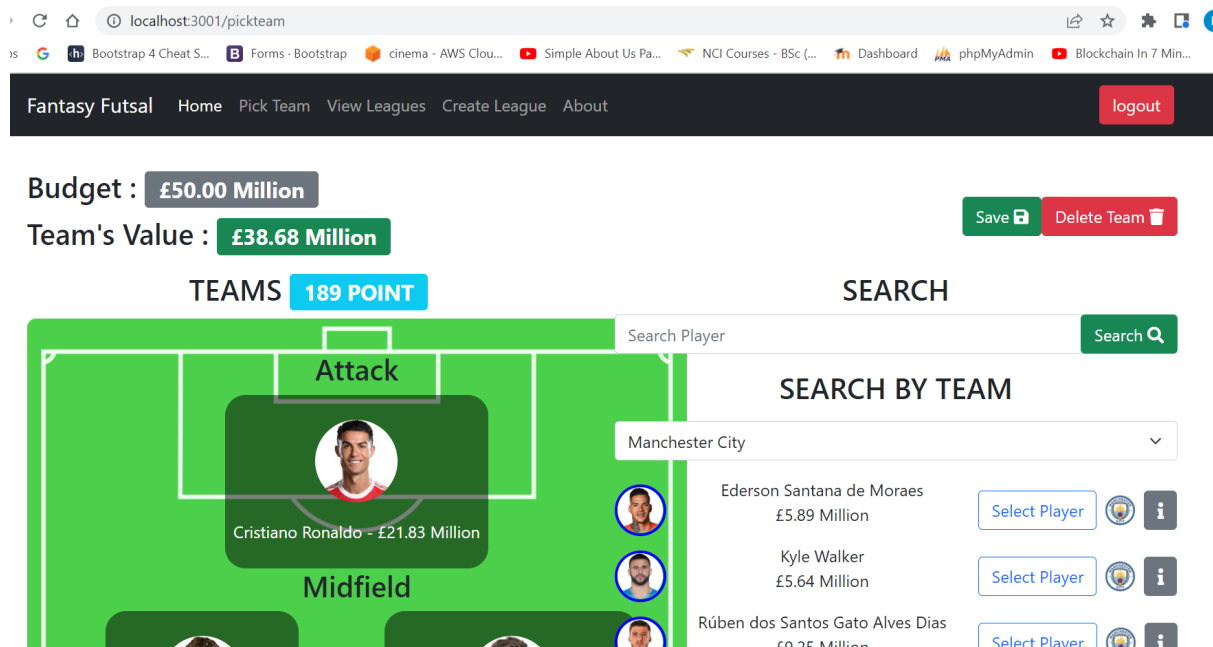 localhost:3001/pickteam
os
Bootstrap 4 Cheat S...
Forms · Bootstrap
cinema - AWS Clou...
Simple About Us Pa...
NCI Courses - BSc (...
Dashboard
phpMyAdmin
Blockchain In 7 Min...
Fantasy Futsal Home Pick Team View Leagues Create League About logout
Budget : £50.00 Million
Team's Value : £38.68 Million
Save Delete Team
TEAMS 189 POINT
Attack
Cristiano Ronaldo - £21.83 Million
Midfield
SEARCH
Search Player Search
SEARCH BY TEAM
Manchester City
Ederson Santana de Moraes
£5.89 Million
Select Player
Kyle Walker
£5.64 Million
Select Player
Rúben dos Santos Gato Alves Dias
£9.25 Million
Select Player